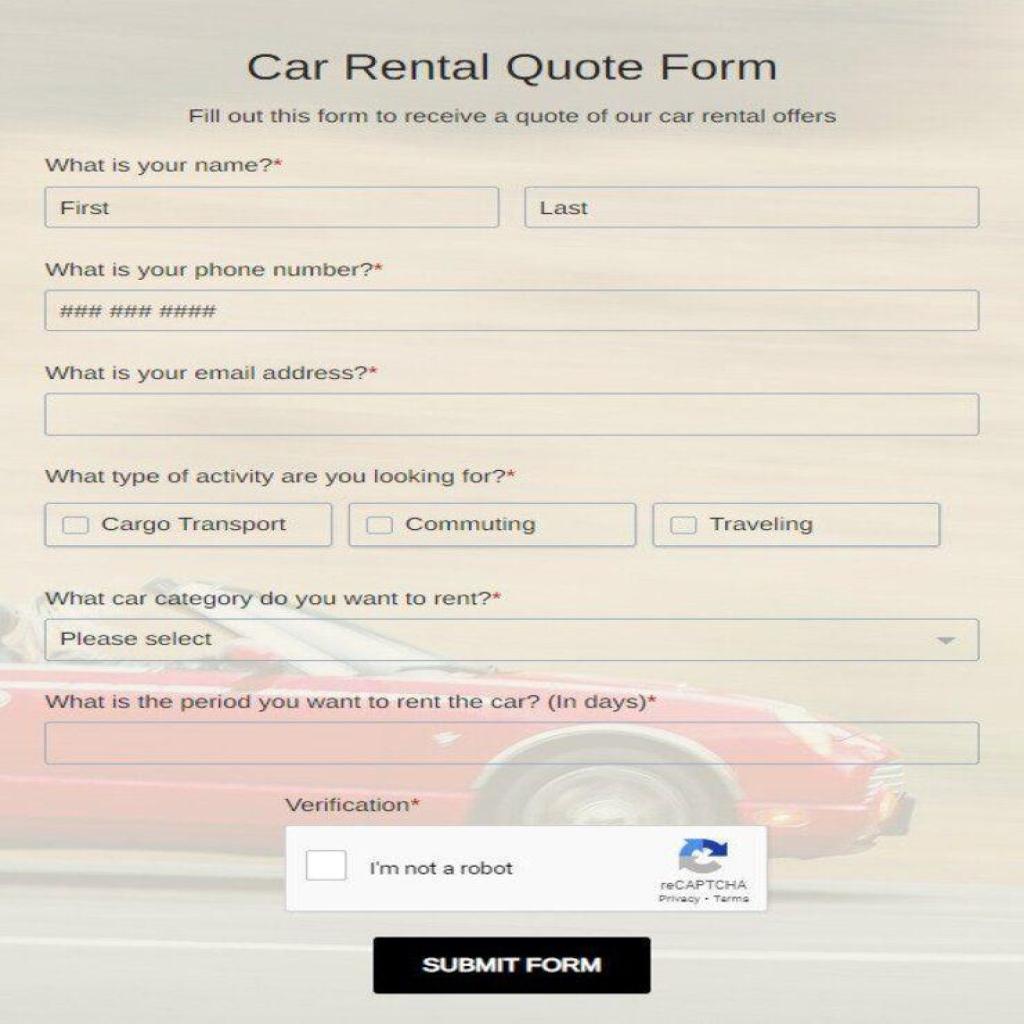 Car Rental Quote Form
Fill out this form to receive a quote of our car rental offers
What is your name?*
First Last
What is your phone number?*
### ### ####
What is your email address?*
What type of activity are you looking for?*
Cargo Transport Commuting Traveling
What car category do you want to rent?*
Please select
What is the period you want to rent the car? (In days)*
Verification*
I'm not a robot
reCAPTCHA
Privacy - Terms
SUBMIT FORM